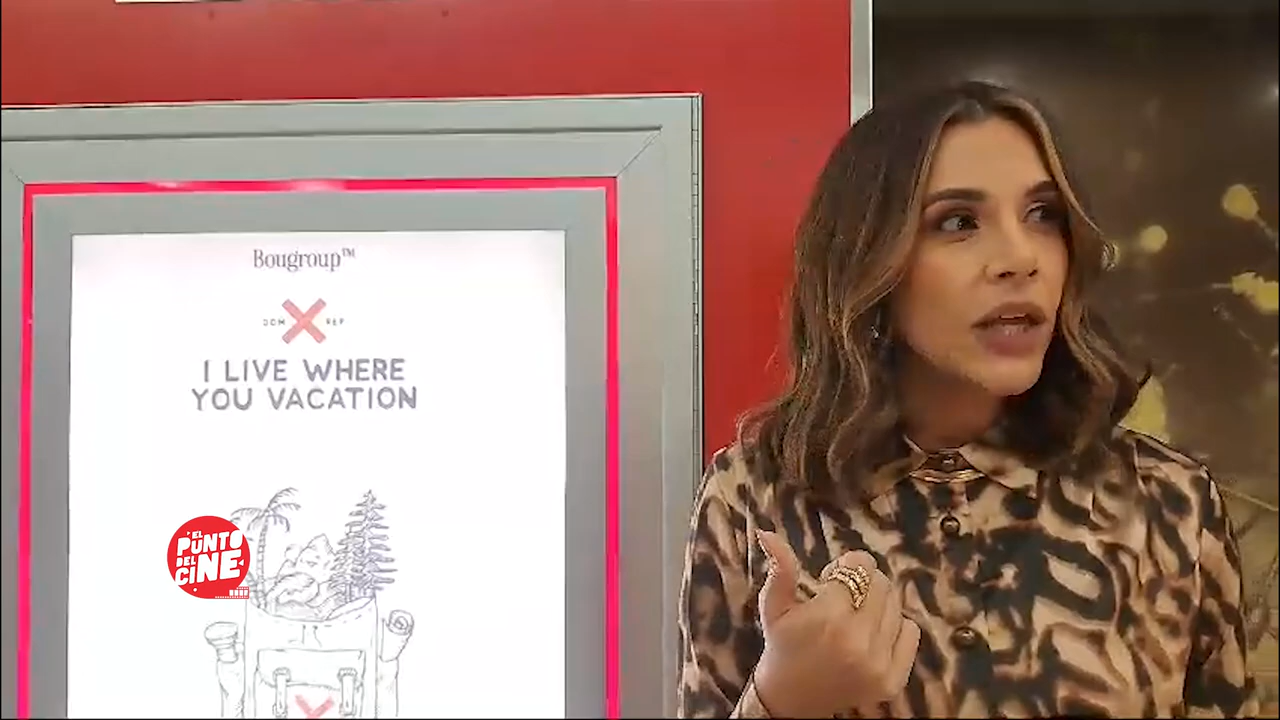 Bougroup™
DOM X REP
I LIVE WHERE
YOU VACATION
EL
PUNTO
DEL
CINE